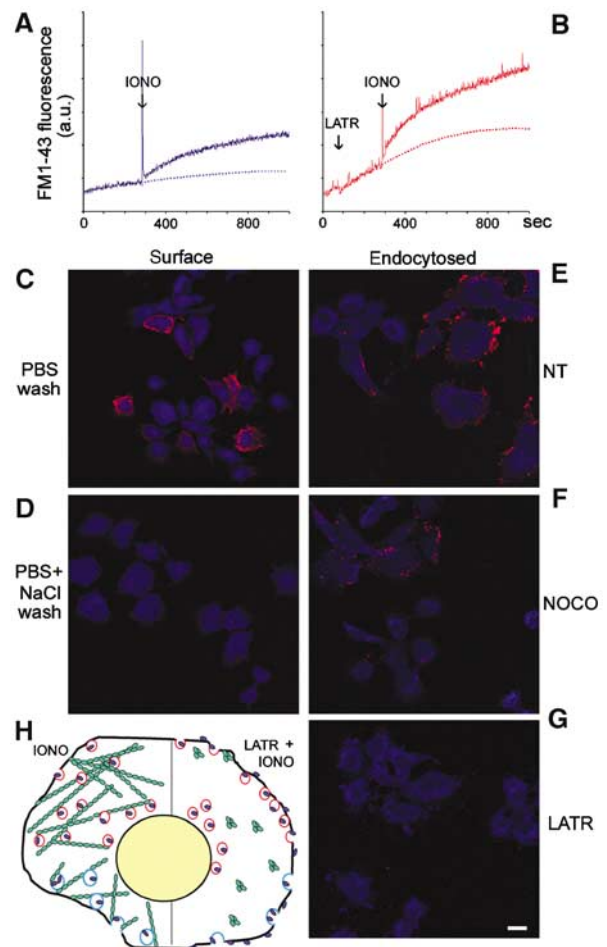 A
B
FM1-43 fluorescence
(a.u.)
IONO
LATR
IONO
0
400
800
0
400
800
sec
Surface
Endocytosed
C
E
PBS
wash
NT
D
F
PBS+
NaCl
wash
NOCO
H
IONO
LATR +
IONO
G
LATR